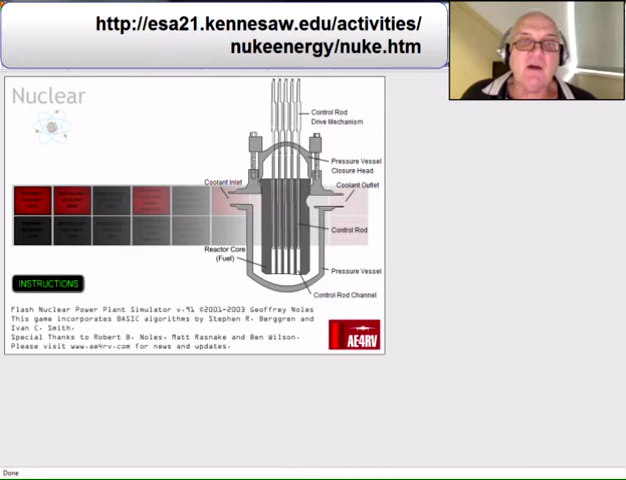 http://esa21.kennesaw.edu/activities/
nukeenergy/nuke.htm
Nuclear
Control Rod
Drive Mechanism
Pressure Vessel
Closure Head
Coolant Inlet
Coolant Outlet
Control Rod
Reactor Core
(Fuel)
Pressure Vessel
Control Rod Channel
INSTRUCTIONS
Flash Nuclear Power Plant Simulator v.91 ©2001-2003 Geoffrey Noles
This game incorporates BASIC algorithms by Stephen R. Berggren and
Ivan C. Smith.
Special Thanks to Robert B. Noles, Matt Rasnake and Ben Wilson.
Please visit www.ae4rv.com for news and updates.
AE4RV
Done